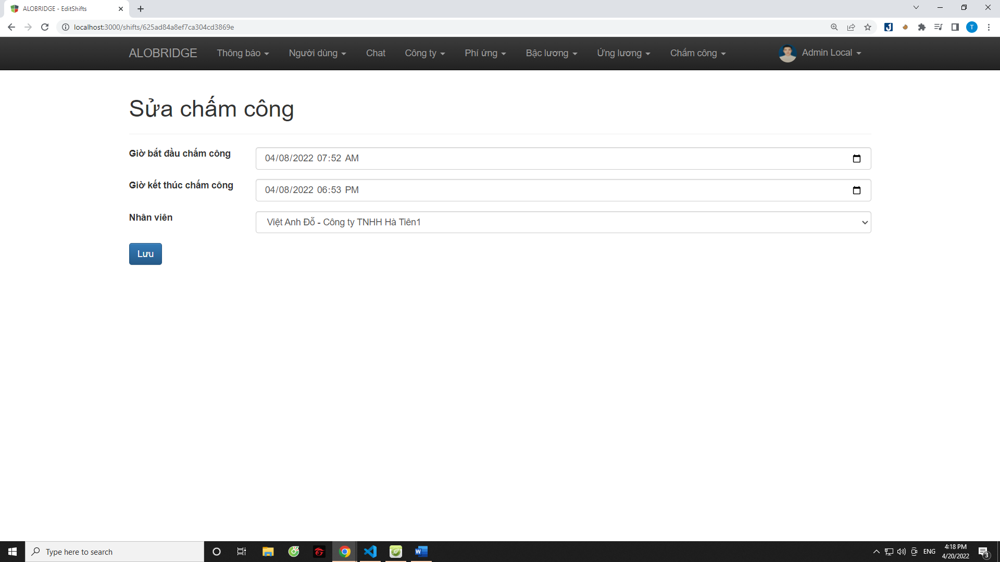 ALOBRIDGE - EditShifts
localhost:3000/shifts/625ad84a8ef7ca304cd3869e
T
ALOBRIDGE Thông báo Người dùng Chat Công ty Phí ứng Bậc lương Ứng lương Chấm công Admin Local
Sửa chấm công
Giờ bắt đầu chấm công 04/08/2022 07:52 AM
Giờ kết thúc chấm công 04/08/2022 06:53 PM
Nhân viên Việt Anh Đỗ - Công ty TNHH Hà Tiên1
Lưu
Type here to search
ENG
4:18 PM
4/20/2022
3